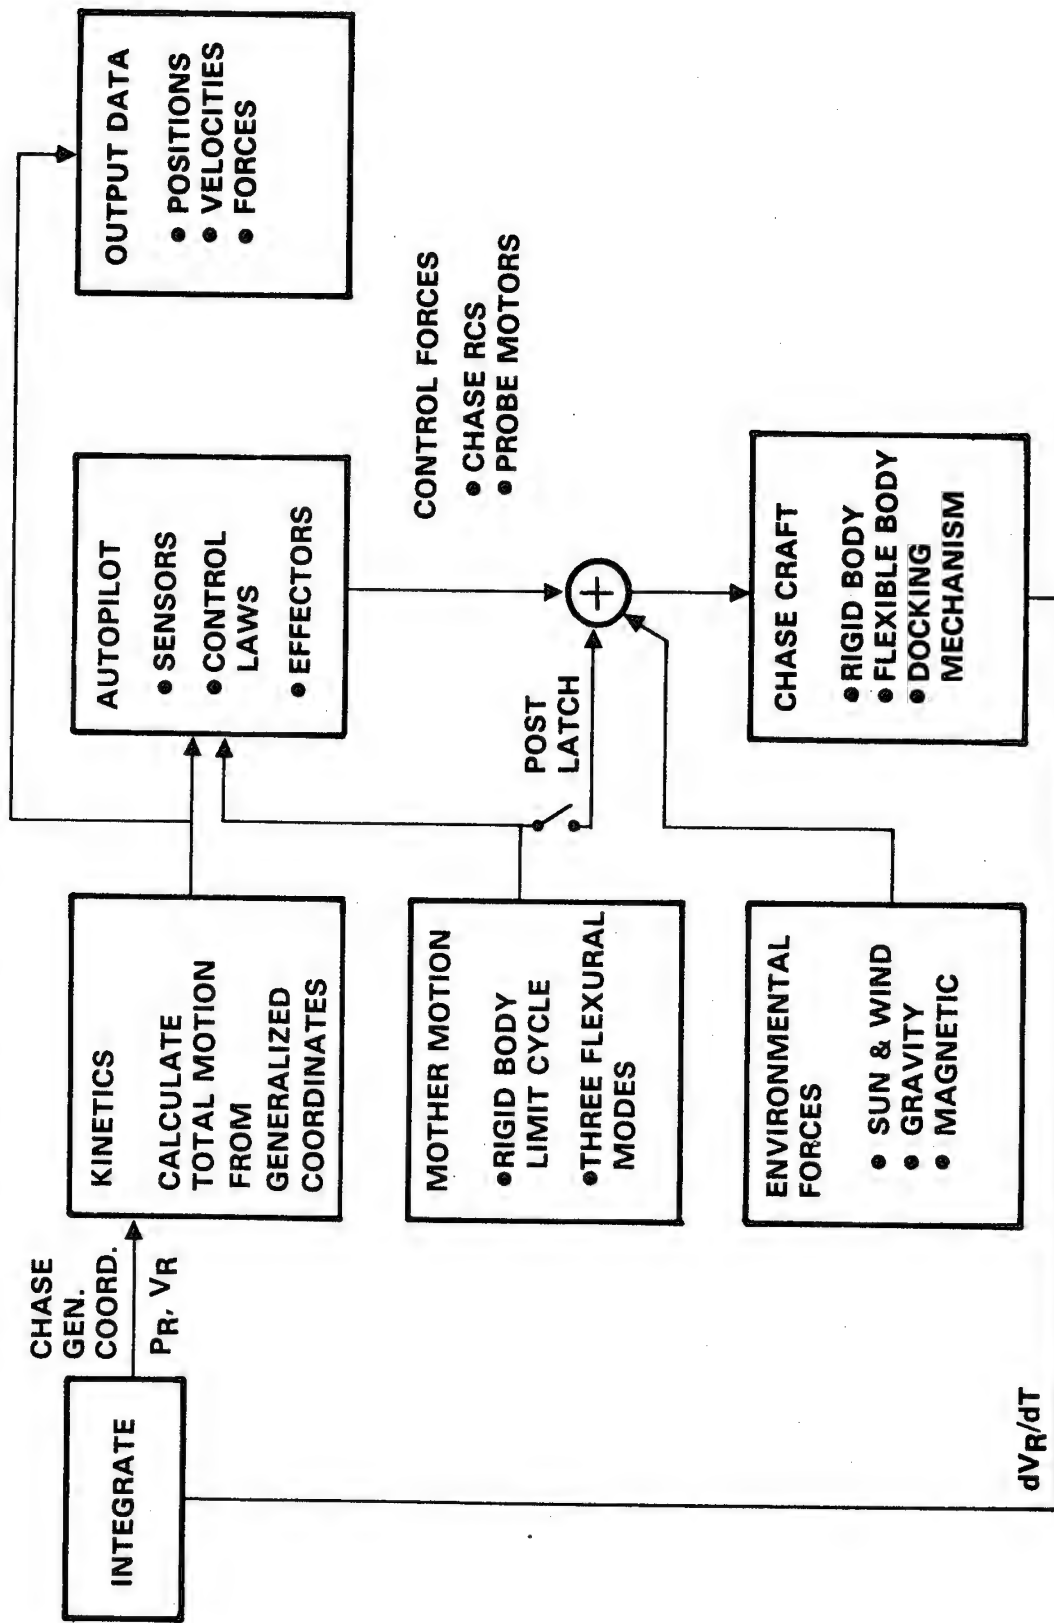 INTEGRATE
CHASE
GEN.
COORD.
PR, VR
KINETICS
CALCULATE
TOTAL MOTION
FROM
GENERALIZED
COORDINATES
AUTOPILOT
● SENSORS
● CONTROL
LAWS
● EFFECTORS
OUTPUT DATA
● POSITIONS
● VELOCITIES
● FORCES
MOTHER MOTION
● RIGID BODY
LIMIT CYCLE
● THREE FLEXURAL
MODES
POST
LATCH
+
CONTROL FORCES
● CHASE RCS
● PROBE MOTORS
ENVIRONMENTAL
FORCES
● SUN & WIND
● GRAVITY
● MAGNETIC
CHASE CRAFT
● RIGID BODY
● FLEXIBLE BODY
● DOCKING
MECHANISM
dVR/dT